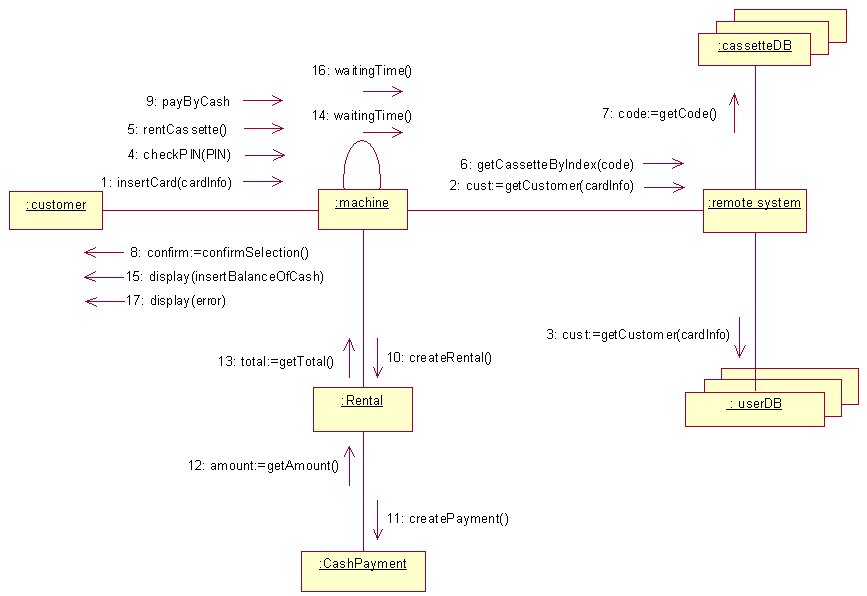 :cassetteDB
16: waitingTime()
9: payByCash
14: waitingTime()
7: code:=getCode()
5: rentCassette()
4: checkPIN(PIN)
6: getCassetteByIndex(code)
1: insertCard(cardInfo)
2: cust:=getCustomer(cardInfo)
:customer
:machine
:remote system
8: confirm:=confirmSelection()
15: display(insertBalanceOfCash)
17: display(error)
3: cust:=getCustomer(cardInfo)
13: total:=getTotal()
10: createRental()
:Rental
: userDB
12: amount:=getAmount()
11: createPayment()
:CashPayment